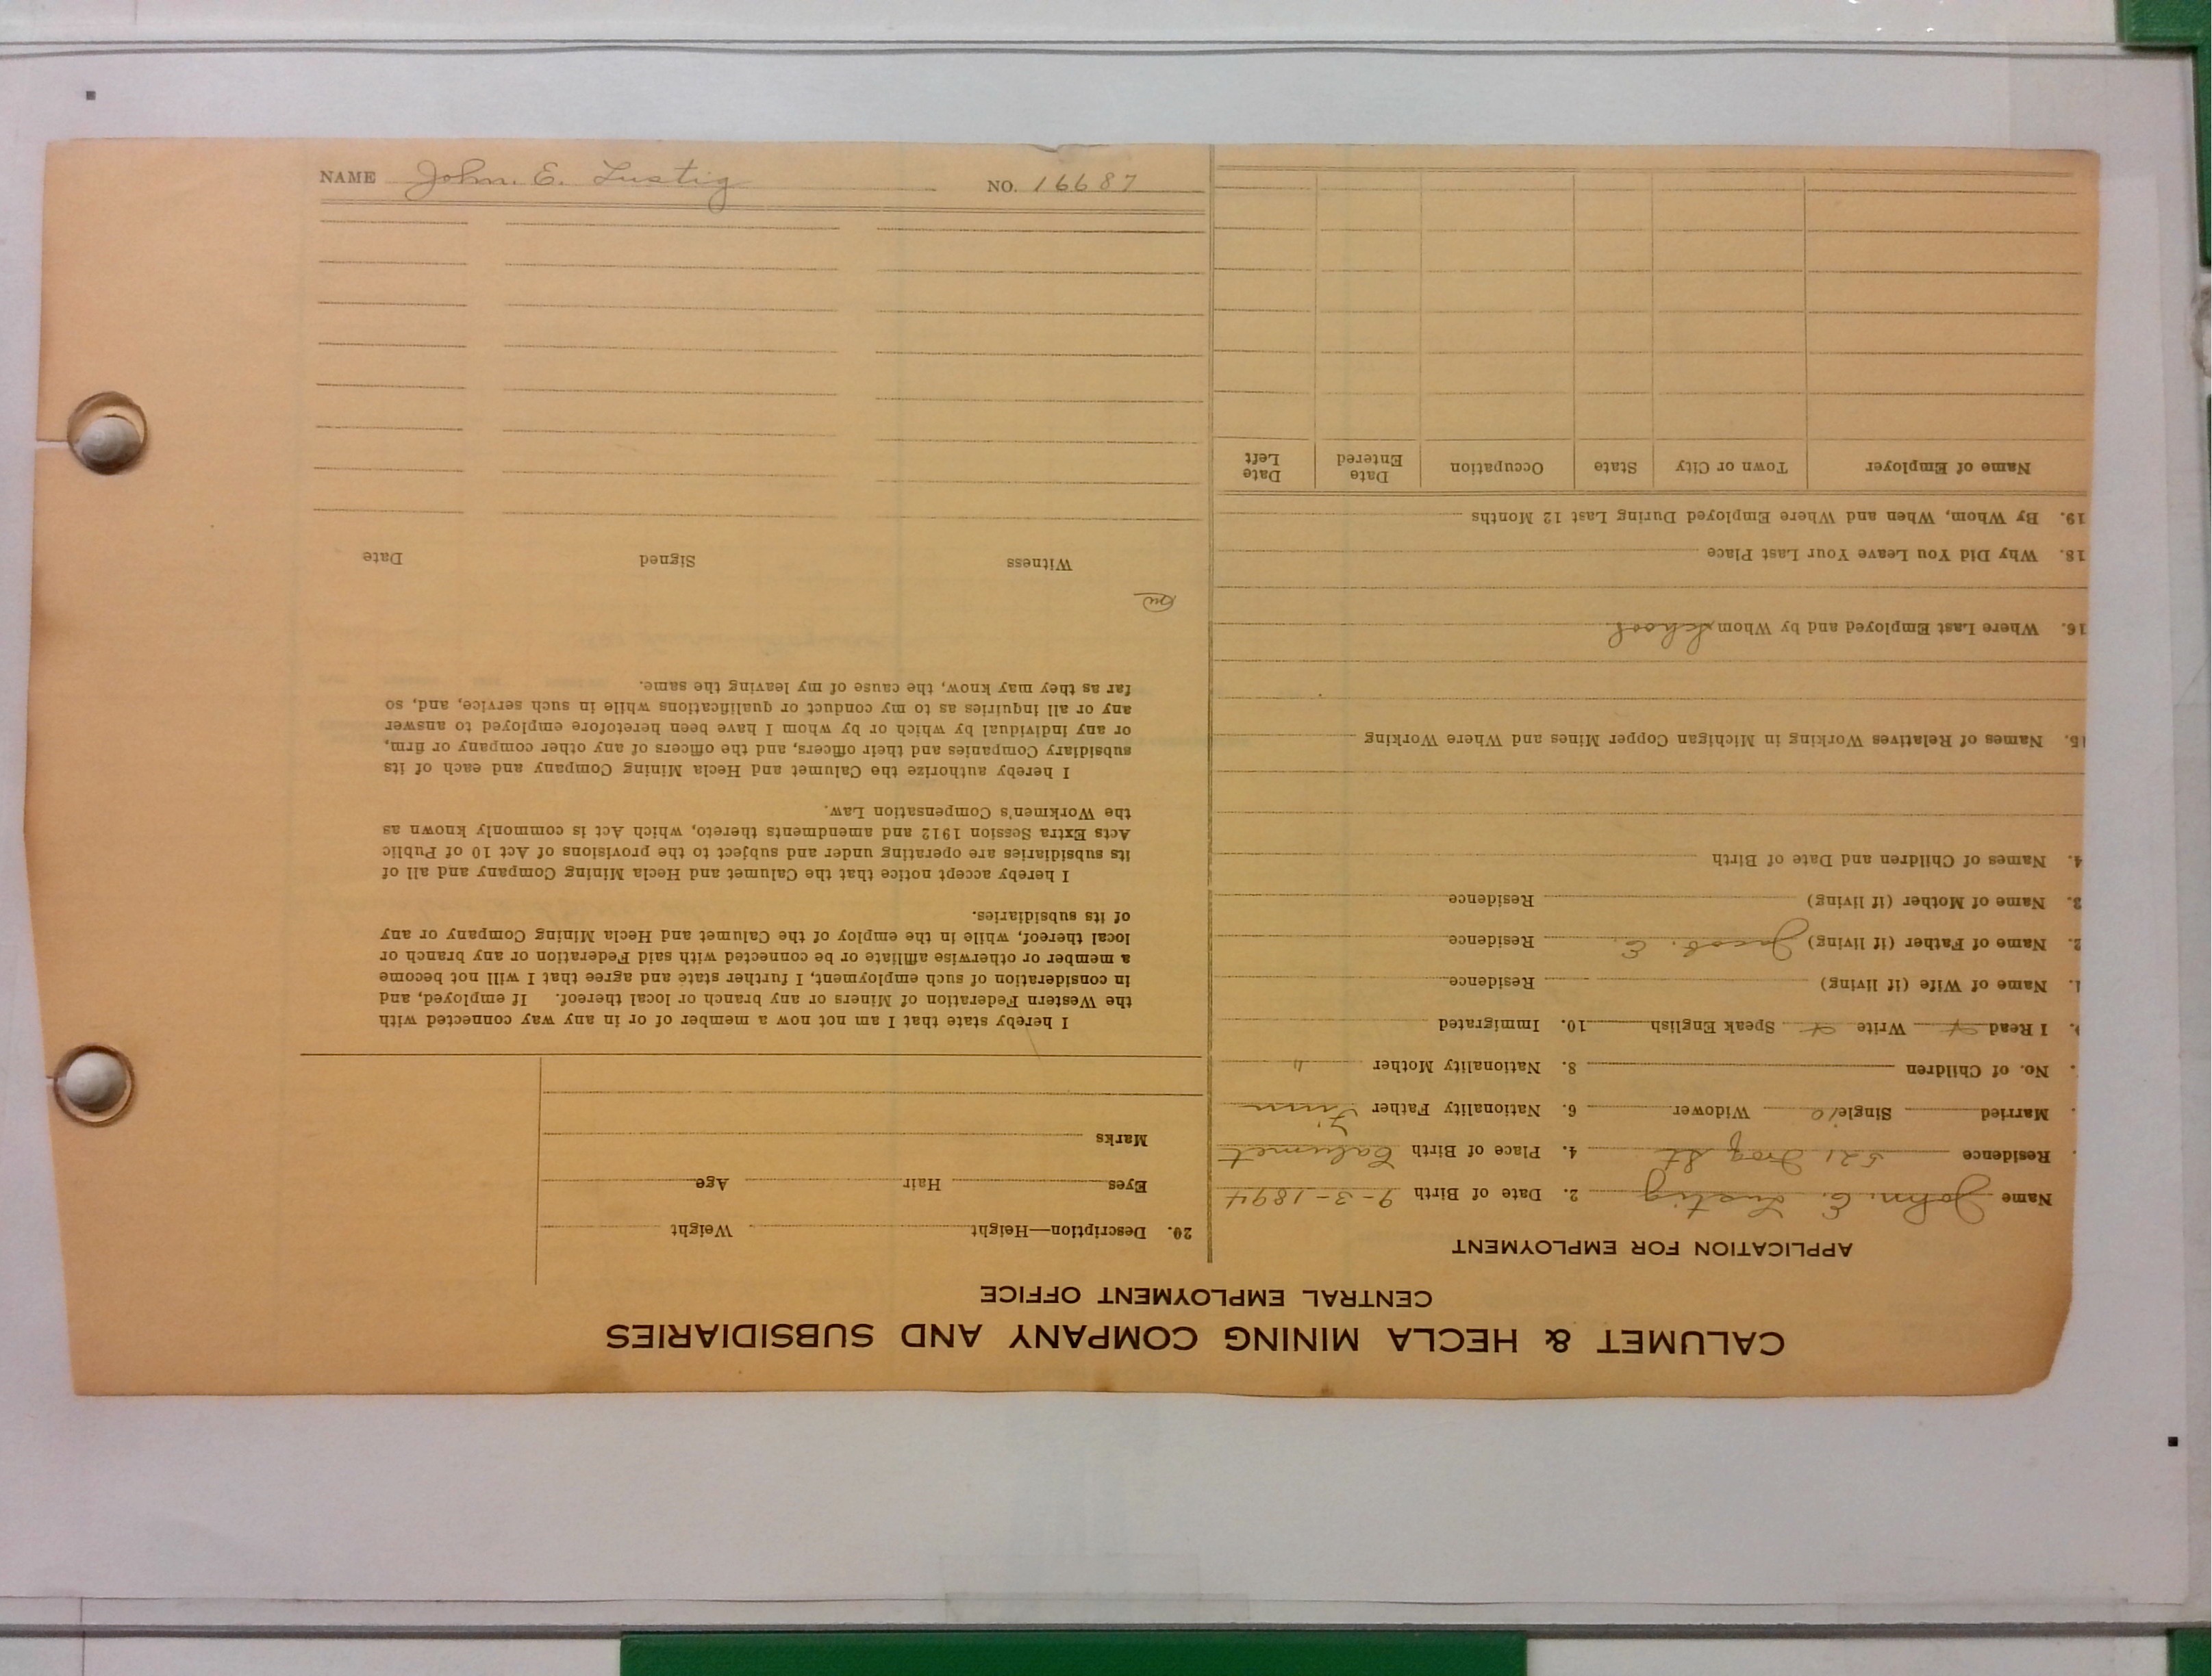 CALUMET & HECLA MINING COMPANY AND SUBSIDIARIES
CENTRAL EMPLOYMENT OFFICE
APPLICATION FOR EMPLOYMENT
Name John. E. Lustig 2. Date of Birth 9-3-1894
Residence 521 St 4. Place of Birth Calumet
Married Single Widower 6. Nationality Father Finn
No. of Children 8. Nationality Mother "
I Read Write Speak English 10. Immigrated
1. Name of Wife (if living) Residence
2. Name of Father (if living) Jacob. E. Residence
3. Name of Mother (if living) Residence
4. Names of Children and Date of Birth
15. Names of Relatives Working in Michigan Copper Mines and Where Working
16. Where Last Employed and by Whom School
18. Why Did You Leave Your Last Place
19. By Whom, When and Where Employed During Last 12 Months
Name of Employer Town or City State Occupation Date Entered Date Left
20. Description—Height Weight
Eyes Hair Age
Marks
I hereby state that I am not now a member of or in any way connected with
the Western Federation of Miners or any branch or local thereof. If employed, and
in consideration of such employment, I further state and agree that I will not become
a member or otherwise affiliate or be connected with said Federation or any branch or
local thereof, while in the employ of the Calumet and Hecla Mining Company or any
of its subsidiaries.
I hereby accept notice that the Calumet and Hecla Mining Company and all of
its subsidiaries are operating under and subject to the provisions of Act 10 of Public
Acts Extra Session 1912 and amendments thereto, which Act is commonly known as
the Workmen's Compensation Law.
I hereby authorize the Calumet and Hecla Mining Company and each of its
subsidiary Companies and their officers, and the officers of any other company or firm,
or any individual by which or by whom I have been heretofore employed to answer
any or all inquiries as to my conduct or qualifications while in such service, and, so
far as they may know, the cause of my leaving the same.
Witness Signed Date
NAME John. E. Lustig NO. 16687